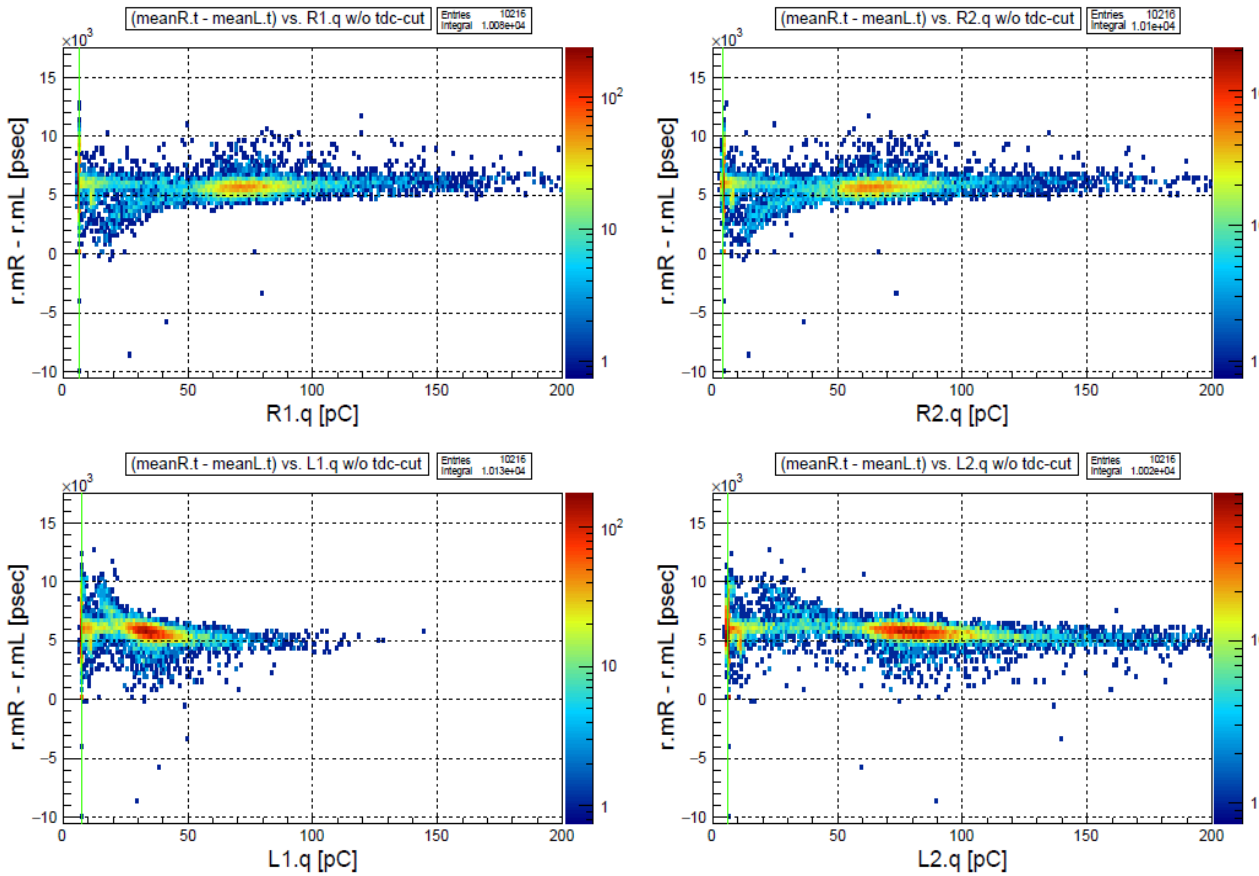 (meanR.t - meanL.t) vs. R1.q w/o tdc-cut
Entries 10216
Integral 1.008e+04
×10³
r.mR - r.mL [psec]
15
10
5
0
−5
−10
0 50 100 150 200
R1.q [pC]
10²
10
1
(meanR.t - meanL.t) vs. R2.q w/o tdc-cut
Entries 10216
Integral 1.01e+04
×10³
r.mR - r.mL [psec]
15
10
5
0
−5
−10
0 50 100 150 200
R2.q [pC]
1
1
1
(meanR.t - meanL.t) vs. L1.q w/o tdc-cut
Entries 10216
Integral 1.013e+04
×10³
r.mR - r.mL [psec]
15
10
5
0
−5
−10
0 50 100 150 200
L1.q [pC]
10²
10
1
(meanR.t - meanL.t) vs. L2.q w/o tdc-cut
Entries 10216
Integral 1.002e+04
×10³
r.mR - r.mL [psec]
15
10
5
0
−5
−10
0 50 100 150 200
L2.q [pC]
1
1